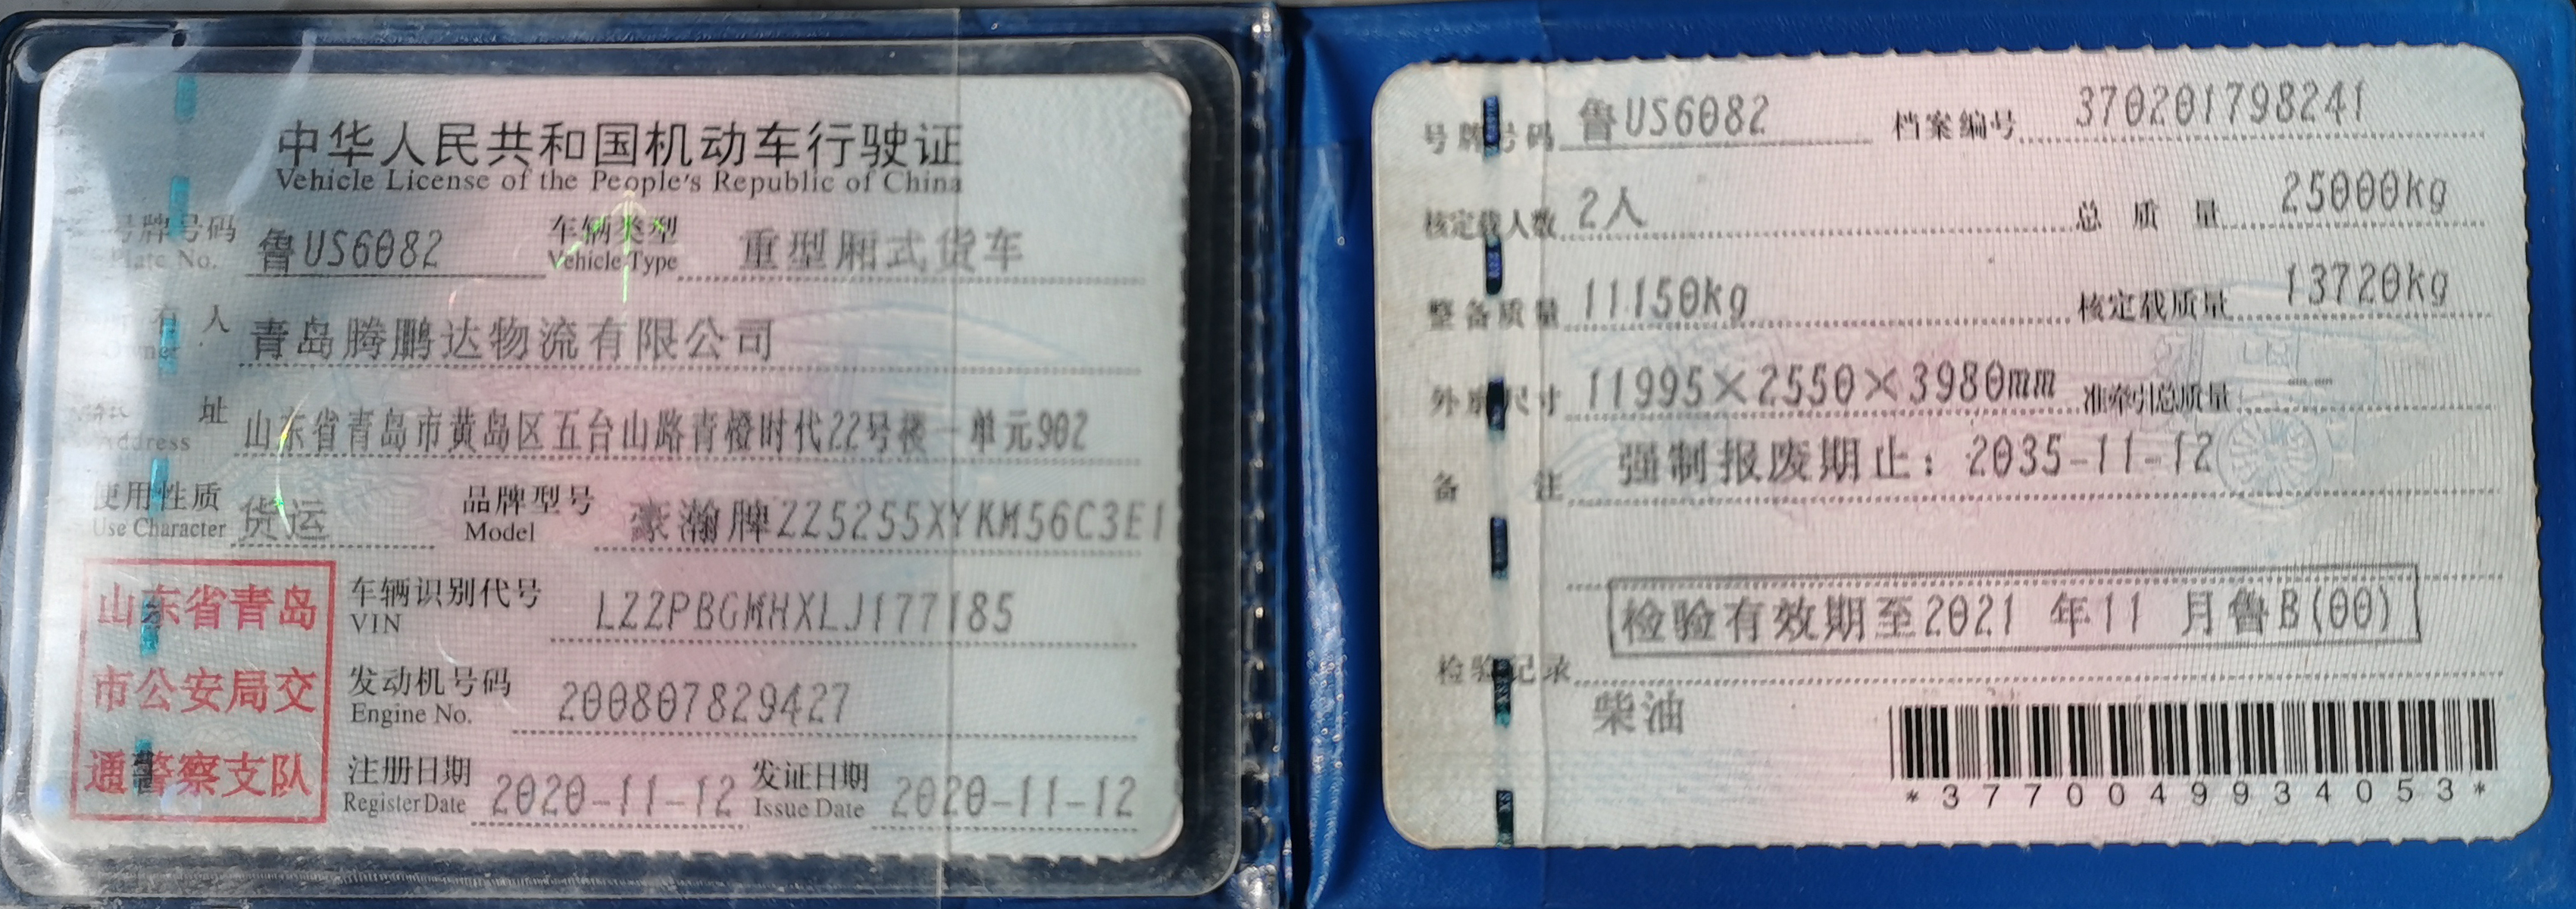 中华人民共和国机动车行驶证
Vehicle License of the People's Republic of China
号牌号码 鲁US6082 车辆类型 重型厢式货车
Plate No. Vehicle Type
有人 青岛腾鹏达物流有限公司
Owner
址 山东省青岛市黄岛区五台山路青橙时代22号楼一单元902
Address
使用性质 货运 品牌型号 豪瀚牌ZZ5255XYKM56C3E1
Use Character Model
山东省青岛
市公安局交
通警察支队
车辆识别代号 LZZPBGMHXLJ177185
VIN
发动机号码 200807829427
Engine No.
注册日期 2020-11-12 发证日期 2020-11-12
Register Date Issue Date
号牌号码 鲁US6082 档案编号 370201798241
核定载人数 2人 总质量 25000kg
整备质量 11150kg 核定载质量 13720kg
外廓尺寸 11995×2550×3980mm 准牵引总质量 --
备注 强制报废期止：2035-11-12
检验有效期至2021 年11 月鲁B(00)
检验记录
柴油
*3770049934053*